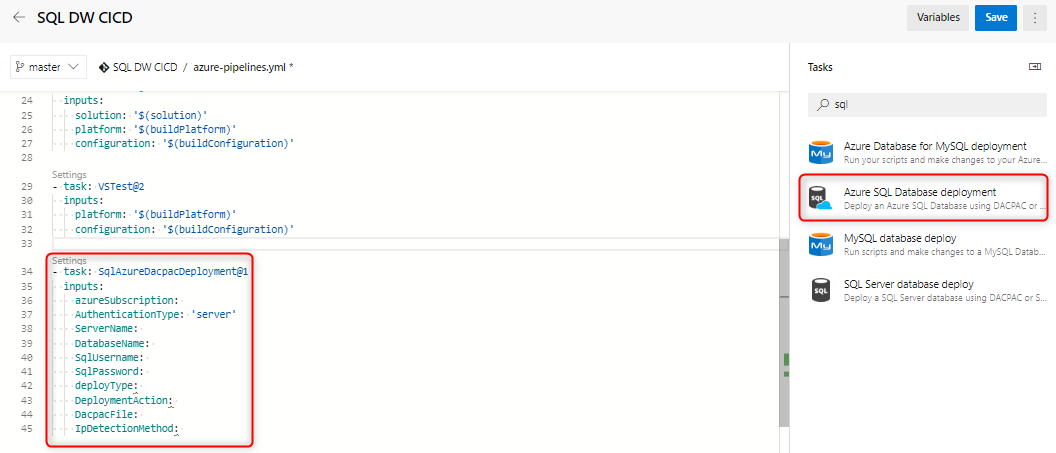 SQL DW CICD
Variables
Save
master
SQL DW CICD / azure-pipelines.yml *
24 inputs:
25 solution: '$(solution)'
26 platform: '$(buildPlatform)'
27 configuration: '$(buildConfiguration)'
28
Settings
29 - task: VSTest@2
30 inputs:
31 platform: '$(buildPlatform)'
32 configuration: '$(buildConfiguration)'
33
Settings
34 - task: SqlAzureDacpacDeployment@1
35 inputs:
36 azureSubscription:
37 AuthenticationType: 'server'
38 ServerName:
39 DatabaseName:
40 SqlUsername:
41 SqlPassword:
42 deployType:
43 DeploymentAction:
44 DacpacFile:
45 IpDetectionMethod:
Tasks
sql
Azure Database for MySQL deployment
Run your scripts and make changes to your Azure...
Azure SQL Database deployment
Deploy an Azure SQL Database using DACPAC or ...
MySQL database deploy
Run scripts and make changes to a MySQL Datab...
SQL Server database deploy
Deploy a SQL Server database using DACPAC or S...